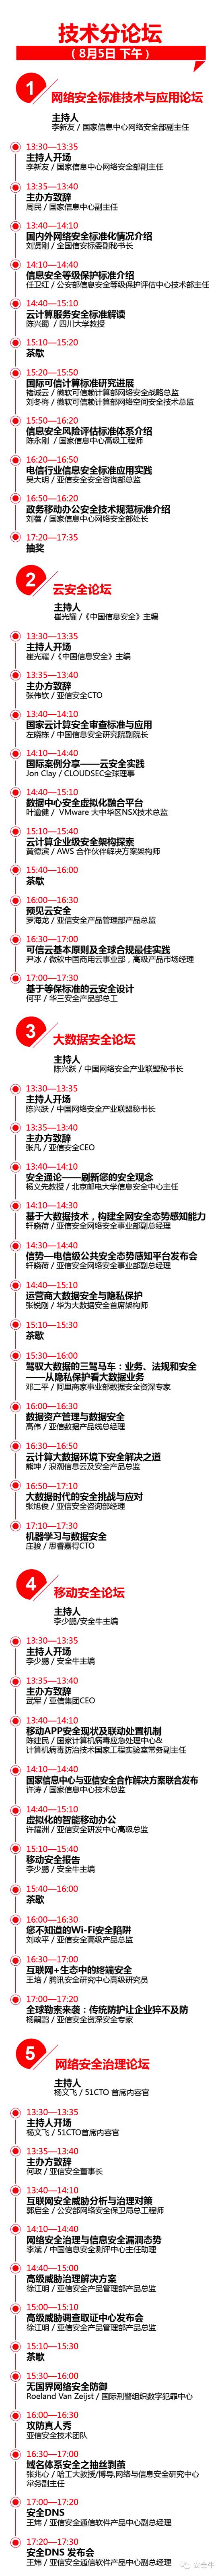 技术分论坛
（8月5日 下午）
1
网络安全标准技术与应用论坛
主持人
李新友 / 国家信息中心网络安全部副主任
13:30—13:35
主持人开场
李新友 / 国家信息中心网络安全部副主任
13:35—13:40
主办方致辞
周民 / 国家信息中心副主任
13:40—14:10
国内外网络安全标准化情况介绍
刘贤刚 / 全国信安标委副秘书长
14:10—14:40
信息安全等级保护标准介绍
任卫红 / 公安部信息安全等级保护评估中心技术部主任
14:40—15:10
云计算服务安全标准解读
陈兴蜀 / 四川大学教授
15:10—15:20
茶歇
15:20—15:50
国际可信计算标准研究进展
褚诚云 / 微软可信赖计算部网络安全战略总监
刘冬梅 / 微软可信赖计算部网络空间安全技术总监
15:50—16:20
信息安全风险评估标准体系介绍
陈永刚 / 国家信息中心高级工程师
16:20—16:50
电信行业信息安全标准应用实践
吴大明 / 亚信安全安全咨询部总监
16:50—16:20
政务移动办公安全技术规范标准介绍
刘蓓 / 国家信息中心网络安全部处长
17:20—17:35
抽奖
2
云安全论坛
主持人
崔光耀 /《中国信息安全》主编
13:30—13:35
主持人开场
崔光耀 /《中国信息安全》主编
13:35—13:40
主办方致辞
张伟钦 / 亚信安全CTO
13:40—14:10
国家云计算安全审查标准与应用
左晓栋 / 中国信息安全研究院副院长
14:10—14:40
国际案例分享——云安全实践
Jon Clay / CLOUDSEC全球理事
14:40—15:10
数据中心安全虚拟化融合平台
叶逾健 / VMware 大中华区NSX技术总监
15:10—15:40
云计算企业级安全架构探索
黄德滨 / AWS 合作伙伴解决方案架构师
15:40—16:00
茶歇
16:00—16:30
预见云安全
罗海龙 / 亚信安全产品管理部产品总监
16:30—17:00
可信云基本原则及全球合规最佳实践
尹冰 / 微软中国商用云事业部，高级产品市场经理
17:00—17:30
基于等保标准的云安全设计
何平 / 华三安全产品部总工
3
大数据安全论坛
主持人
陈兴跃 / 中国网络安全产业联盟秘书长
13:30—13:35
主持人开场
陈兴跃 / 中国网络安全产业联盟秘书长
13:35—13:40
主办方致辞
张凡 / 亚信安全CEO
13:40—14:10
安全通论——刷新您的安全观念
杨义先教授 / 北京邮电大学信息安全中心主任
14:10—14:30
基于大数据技术，构建全网安全态势感知能力
轩晓荷 / 亚信安全网络安全事业部副总经理
14:30—14:40
信势—电信级公共安全态势感知平台发布会
轩晓荷 / 亚信安全网络安全事业部副总经理
14:40—15:10
运营商大数据安全与隐私保护
张锐刚 / 华为大数据安全首席架构师
15:10—15:30
茶歇
15:30—16:00
驾驭大数据的三驾马车：业务、法规和安全
——从隐私保护看大数据业务
邓二平 / 阿里商家事业部数据安全资深专家
16:00—16:30
数据资产管理与数据安全
高伟 / 亚信数据产品线总经理
16:30—16:50
云计算大数据环境下安全解决之道
熊坤 / 浪潮信息云及安全产品总监
16:50—17:10
大数据时代的安全挑战与应对
张旭俊 / 亚信安全咨询部经理
17:10—17:30
机器学习与数据安全
庄骏 / 思睿嘉得CTO
4
移动安全论坛
主持人
李少鹏/安全牛主编
13:30—13:35
主持人开场
李少鹏 / 安全牛主编
13:35—13:40
主办方致辞
武军 / 亚信集团CEO
13:40—14:10
移动APP安全现状及联动处置机制
陈建民 / 国家计算机病毒应急处理中心&
计算机病毒防治技术国家工程实验室常务副主任
14:10—14:40
国家信息中心与亚信安全合作解决方案联合发布
许涛 / 国家信息中心技术总监
14:40—15:10
虚拟化的智能移动办公
许耀洲 / 亚信安全研发中心高级总监
15:10—15:40
移动安全报告
李少鹏 / 安全牛主编
15:40—16:00
茶歇
16:00—16:30
您不知道的Wi-Fi安全陷阱
刘政平 / 亚信安全高级产品总监
16:30—17:00
互联网+生态中的终端安全
王培 / 腾讯安全研究中心高级研究员
17:00—17:20
全球勒索来袭：传统防护让企业猝不及防
/ 亚信安全资深安全专家
5
网络安全治理论坛
主持人
杨文飞 / 51CTO 首席内容官
13:30—13:35
主持人开场
杨文飞 / 51CTO首席内容官
13:35—13:40
主办方致辞
何政 / 亚信安全董事长
13:40—14:10
互联网安全威胁分析与治理对策
郭启全 / 公安部网络安全保卫局总工程师
14:10—14:40
网络安全治理与信息安全漏洞态势
李斌 / 中国信息安全测评中心主任助理
14:40—15:00
高级威胁治理解决方案
徐江明 / 亚信安全产品管理部产品总监
15:00—15:10
高级威胁调查取证中心发布会
徐江明 / 亚信安全产品管理部产品总监
15:10—15:30
茶歇
15:30—16:00
无国界网络安全防御
Roeland Van Zeijst / 国际刑警组织数字犯罪中心
16:00—16:30
攻防真人秀
亚信安全技术团队
16:30—17:00
域名体系安全之抽丝剥茧
张兆心 / 哈工大教授/博导,网络与信息安全研究中心
常务副主任
17:00—17:20
安全DNS
王炜 / 亚信安全通信软件产品中心副总经理
17:20—17:30
安全DNS 发布会
王炜 / 亚信安全通信软件产品中心副总经理
安全牛